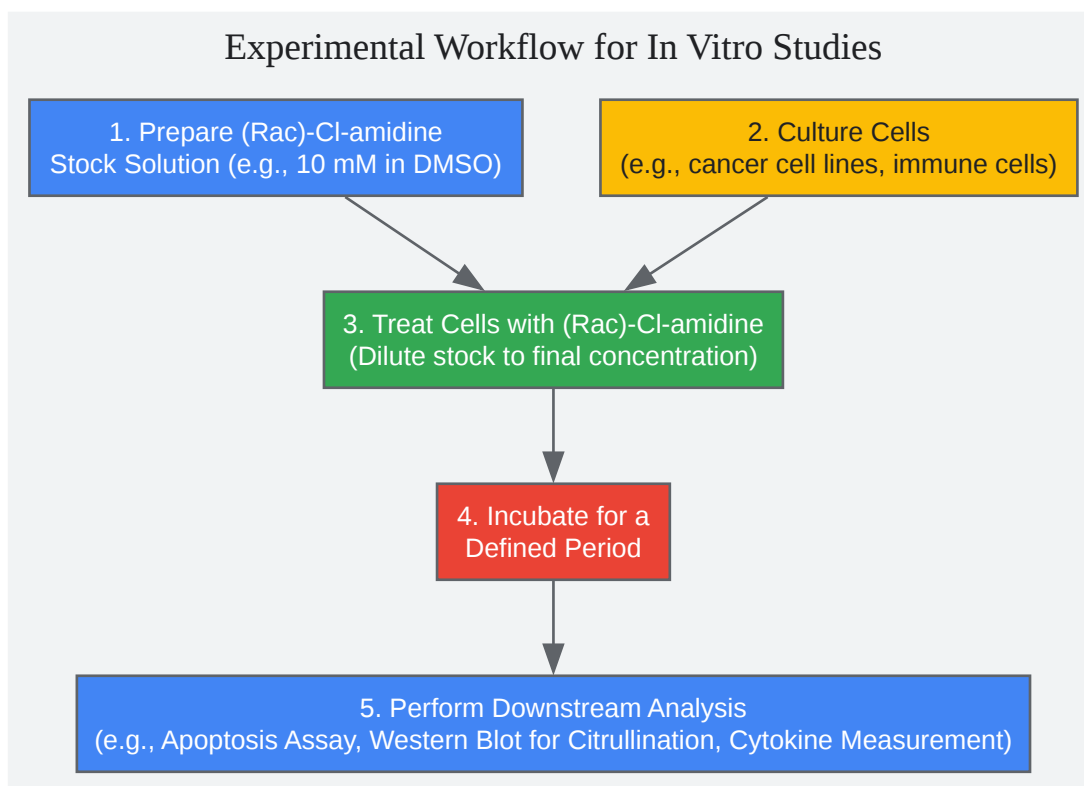 Experimental Workflow for In Vitro Studies
1. Prepare (Rac)-Cl-amidine
Stock Solution (e.g., 10 mM in DMSO)
2. Culture Cells
(e.g., cancer cell lines, immune cells)
3. Treat Cells with (Rac)-Cl-amidine
(Dilute stock to final concentration)
4. Incubate for a
Defined Period
5. Perform Downstream Analysis
(e.g., Apoptosis Assay, Western Blot for Citrullination, Cytokine Measurement)